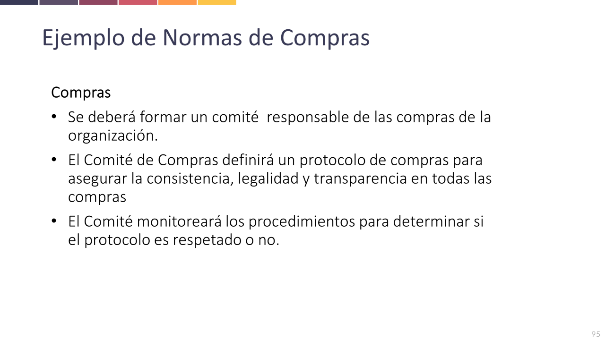 Ejemplo de Normas de Compras
Compras
• Se deberá formar un comité  responsable de las compras de la
organización.
• El Comité de Compras definirá un protocolo de compras para
asegurar la consistencia, legalidad y transparencia en todas las
compras
• El Comité monitoreará los procedimientos para determinar si
el protocolo es respetado o no.
95